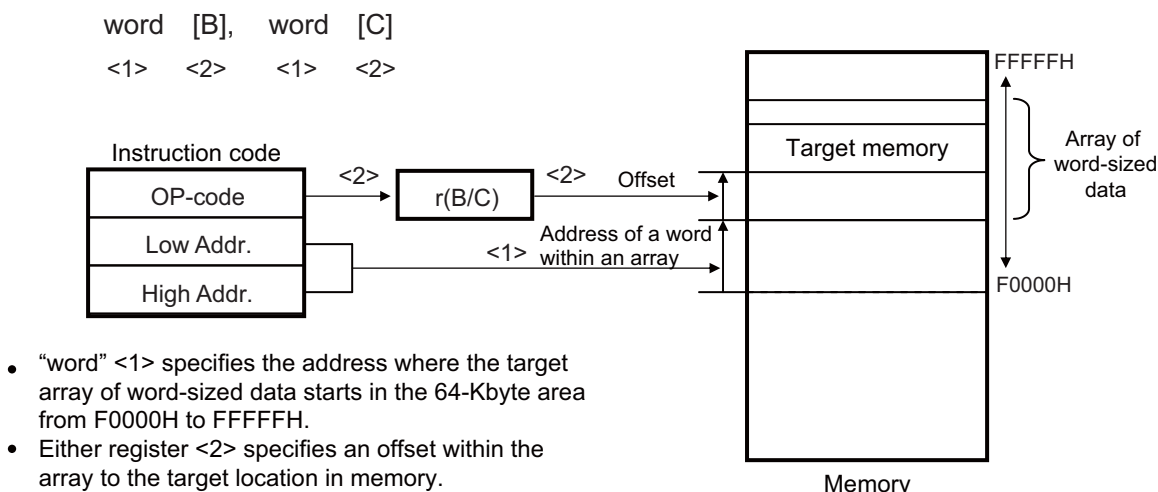 word [B], word [C]
<1> <2> <1> <2>
Instruction code
OP-code
Low Addr.
High Addr.
<2>
r(B/C)
<2>
Offset
<1>
Address of a word
within an array
Target memory
FFFFFH
Array of
word-sized
data
F0000H
Memory
• “word” <1> specifies the address where the target
array of word-sized data starts in the 64-Kbyte area
from F0000H to FFFFFH.
• Either register <2> specifies an offset within the
array to the target location in memory.